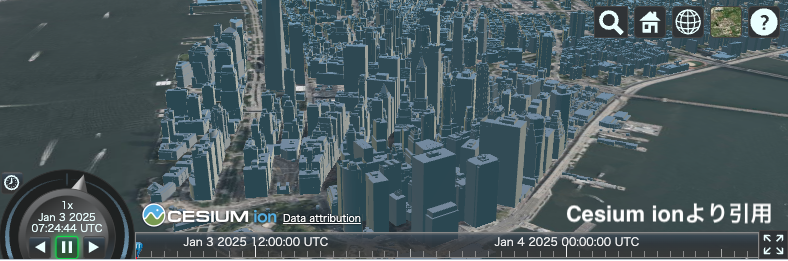 ?
1x
Jan 3 2025
07:24:44 UTC
CESIUM ion Data attribution
Cesium ionより引用
Jan 3 2025 12:00:00 UTC
Jan 4 2025 00:00:00 UTC